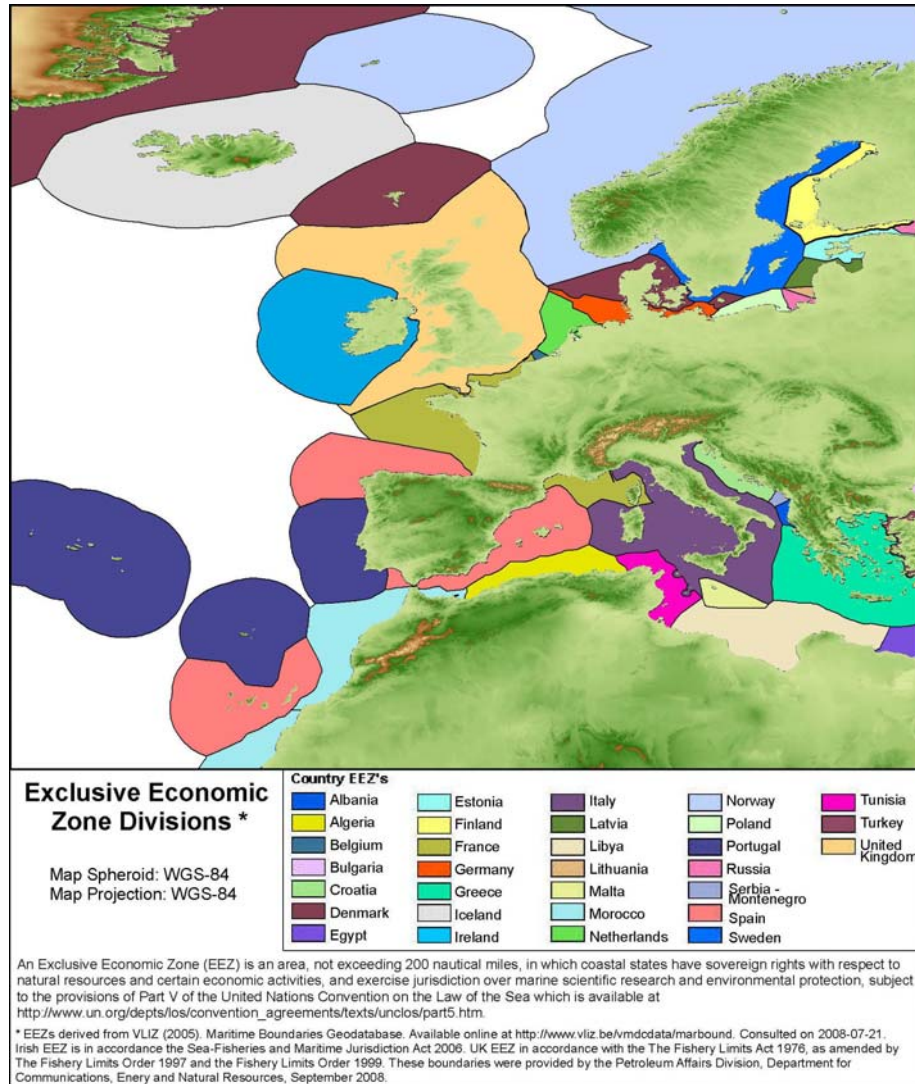 Exclusive Economic
Zone Divisions *
Map Spheroid: WGS-84
Map Projection: WGS-84
Country EEZ's
Albania
Algeria
Belgium
Bulgaria
Croatia
Denmark
Egypt
Estonia
Finland
France
Germany
Greece
Iceland
Ireland
Italy
Latvia
Libya
Lithuania
Malta
Morocco
Netherlands
Norway
Poland
Portugal
Russia
Serbia -
Montenegro
Spain
Sweden
Tunisia
Turkey
United
Kingdom
An Exclusive Economic Zone (EEZ) is an area, not exceeding 200 nautical miles, in which coastal states have sovereign rights with respect to
natural resources and certain economic activities, and exercise jurisdiction over marine scientific research and environmental protection, subject
to the provisions of Part V of the United Nations Convention on the Law of the Sea which is available at
http://www.un.org/depts/los/convention_agreements/texts/unclos/part5.htm.
* EEZs derived from VLIZ (2005). Maritime Boundaries Geodatabase. Available online at http://www.vliz.be/vmdcdata/marbound. Consulted on 2008-07-21.
Irish EEZ is in accordance the Sea-Fisheries and Maritime Jurisdiction Act 2006. UK EEZ in accordance with the The Fishery Limits Act 1976, as amended by
The Fishery Limits Order 1997 and the Fishery Limits Order 1999. These boundaries were provided by the Petroleum Affairs Division, Department for
Communications, Enery and Natural Resources, September 2008.